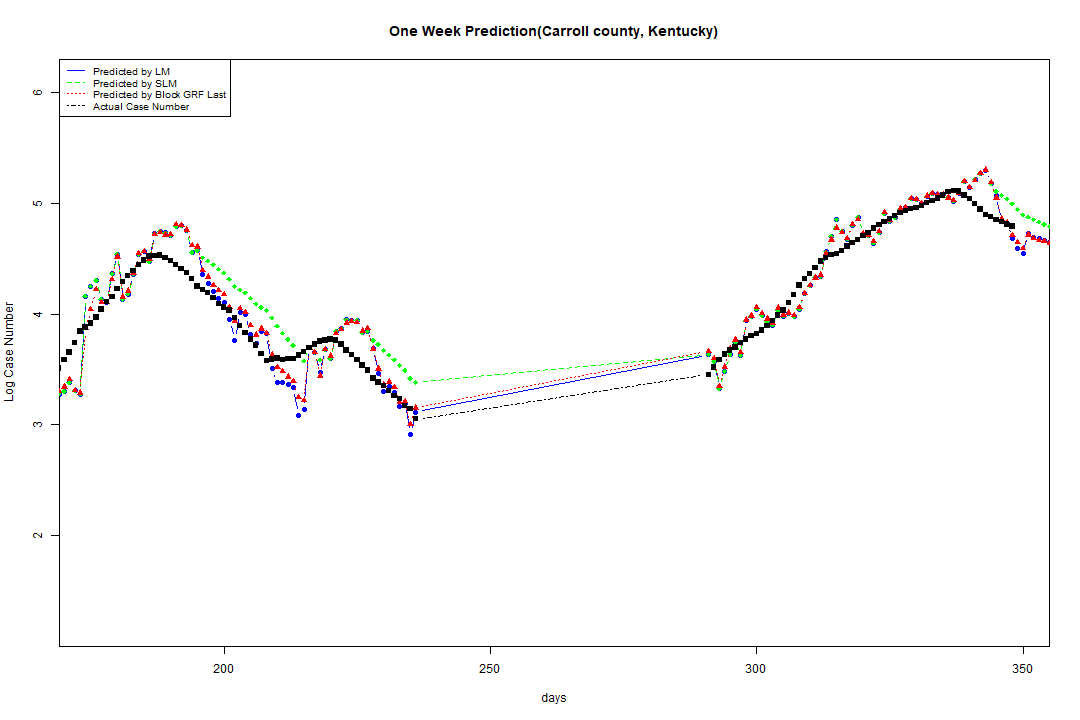 One Week Prediction(Carroll county, Kentucky)
Predicted by LM
Predicted by SLM
Predicted by Block GRF Last
Actual Case Number
6
5
4
3
2
Log Case Number
200 250 300 350
days